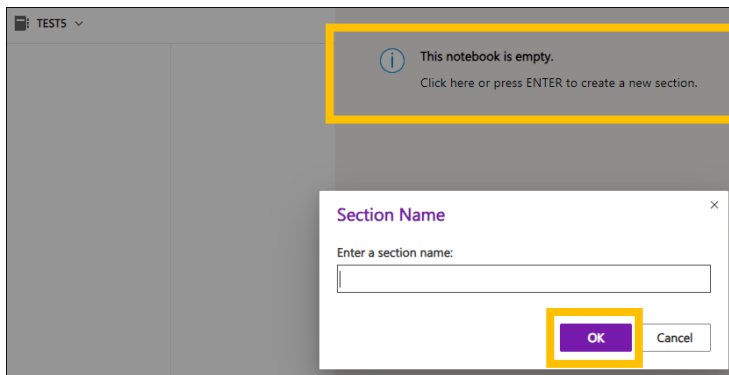 TEST5
This notebook is empty.
Click here or press ENTER to create a new section.
Section Name
Enter a section name:
OK
Cancel